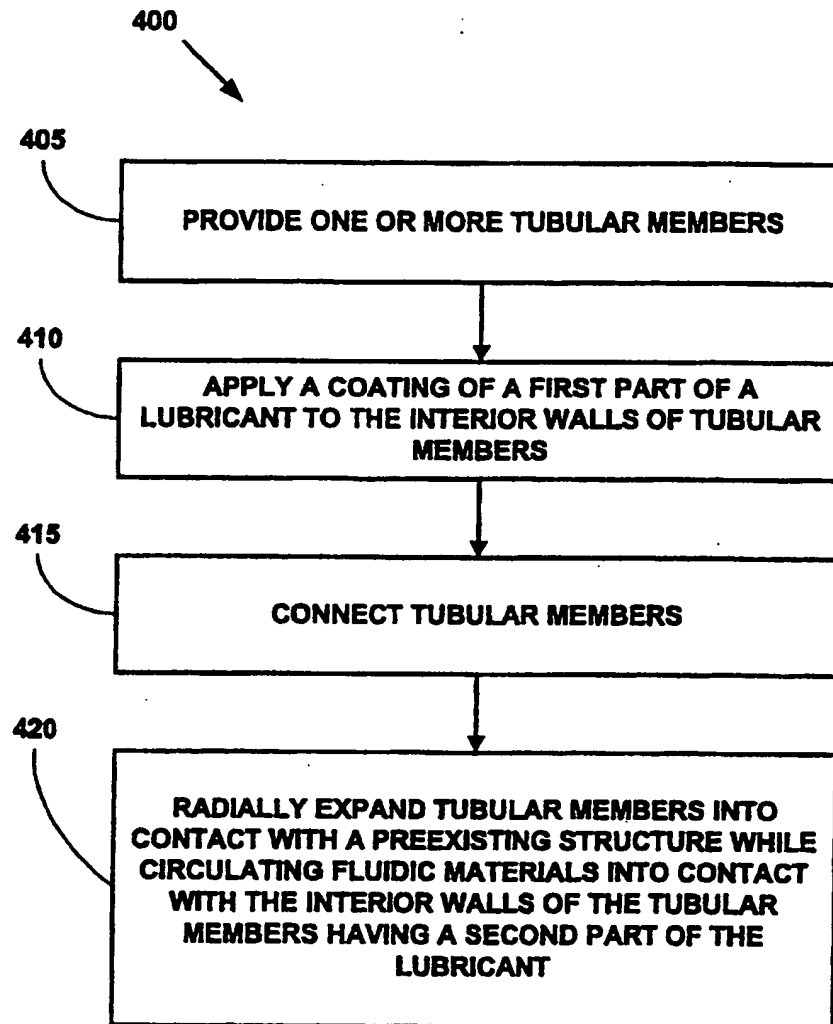 400
405
PROVIDE ONE OR MORE TUBULAR MEMBERS
410
APPLY A COATING OF A FIRST PART OF A
LUBRICANT TO THE INTERIOR WALLS OF TUBULAR
MEMBERS
415
CONNECT TUBULAR MEMBERS
420
RADIALLY EXPAND TUBULAR MEMBERS INTO
CONTACT WITH A PREEXISTING STRUCTURE WHILE
CIRCULATING FLUIDIC MATERIALS INTO CONTACT
WITH THE INTERIOR WALLS OF THE TUBULAR
MEMBERS HAVING A SECOND PART OF THE
LUBRICANT